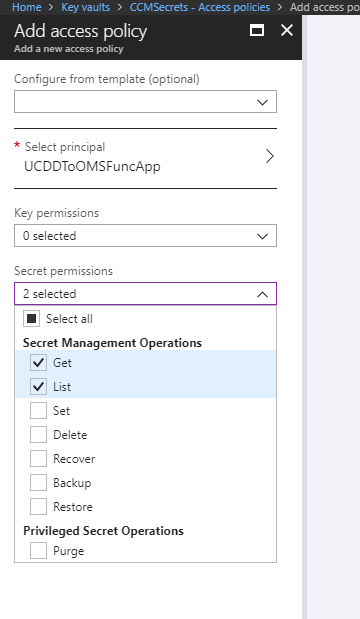 Home > Key vaults > CCMSecrets - Access policies > Add access po
Add access policy
Add a new access policy
Configure from template (optional)
* Select principal
UCDDToOMSFuncApp
Key permissions
0 selected
Secret permissions
2 selected
Select all
Secret Management Operations
Get
List
Set
Delete
Recover
Backup
Restore
Privileged Secret Operations
Purge